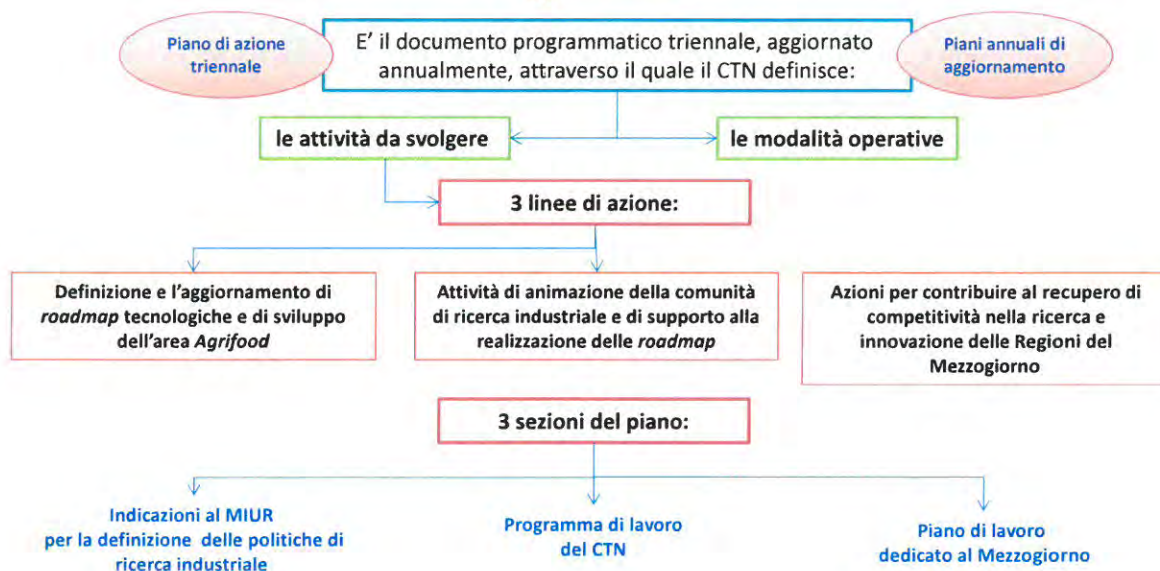 Piano di azione
triennale
E' il documento programmatico triennale, aggiornato
annualmente, attraverso il quale il CTN definisce:
Piani annuali di
aggiornamento
le attività da svolgere
le modalità operative
3 linee di azione:
Definizione e l'aggiornamento di
roadmap tecnologiche e di sviluppo
dell'area Agrifood
Attività di animazione della comunità
di ricerca industriale e di supporto alla
realizzazione delle roadmap
Azioni per contribuire al recupero di
competitività nella ricerca e
innovazione delle Regioni del
Mezzogiorno
3 sezioni del piano:
Indicazioni al MIUR
per la definizione delle politiche di
ricerca industriale
Programma di lavoro
del CTN
Piano di lavoro
dedicato al Mezzogiorno